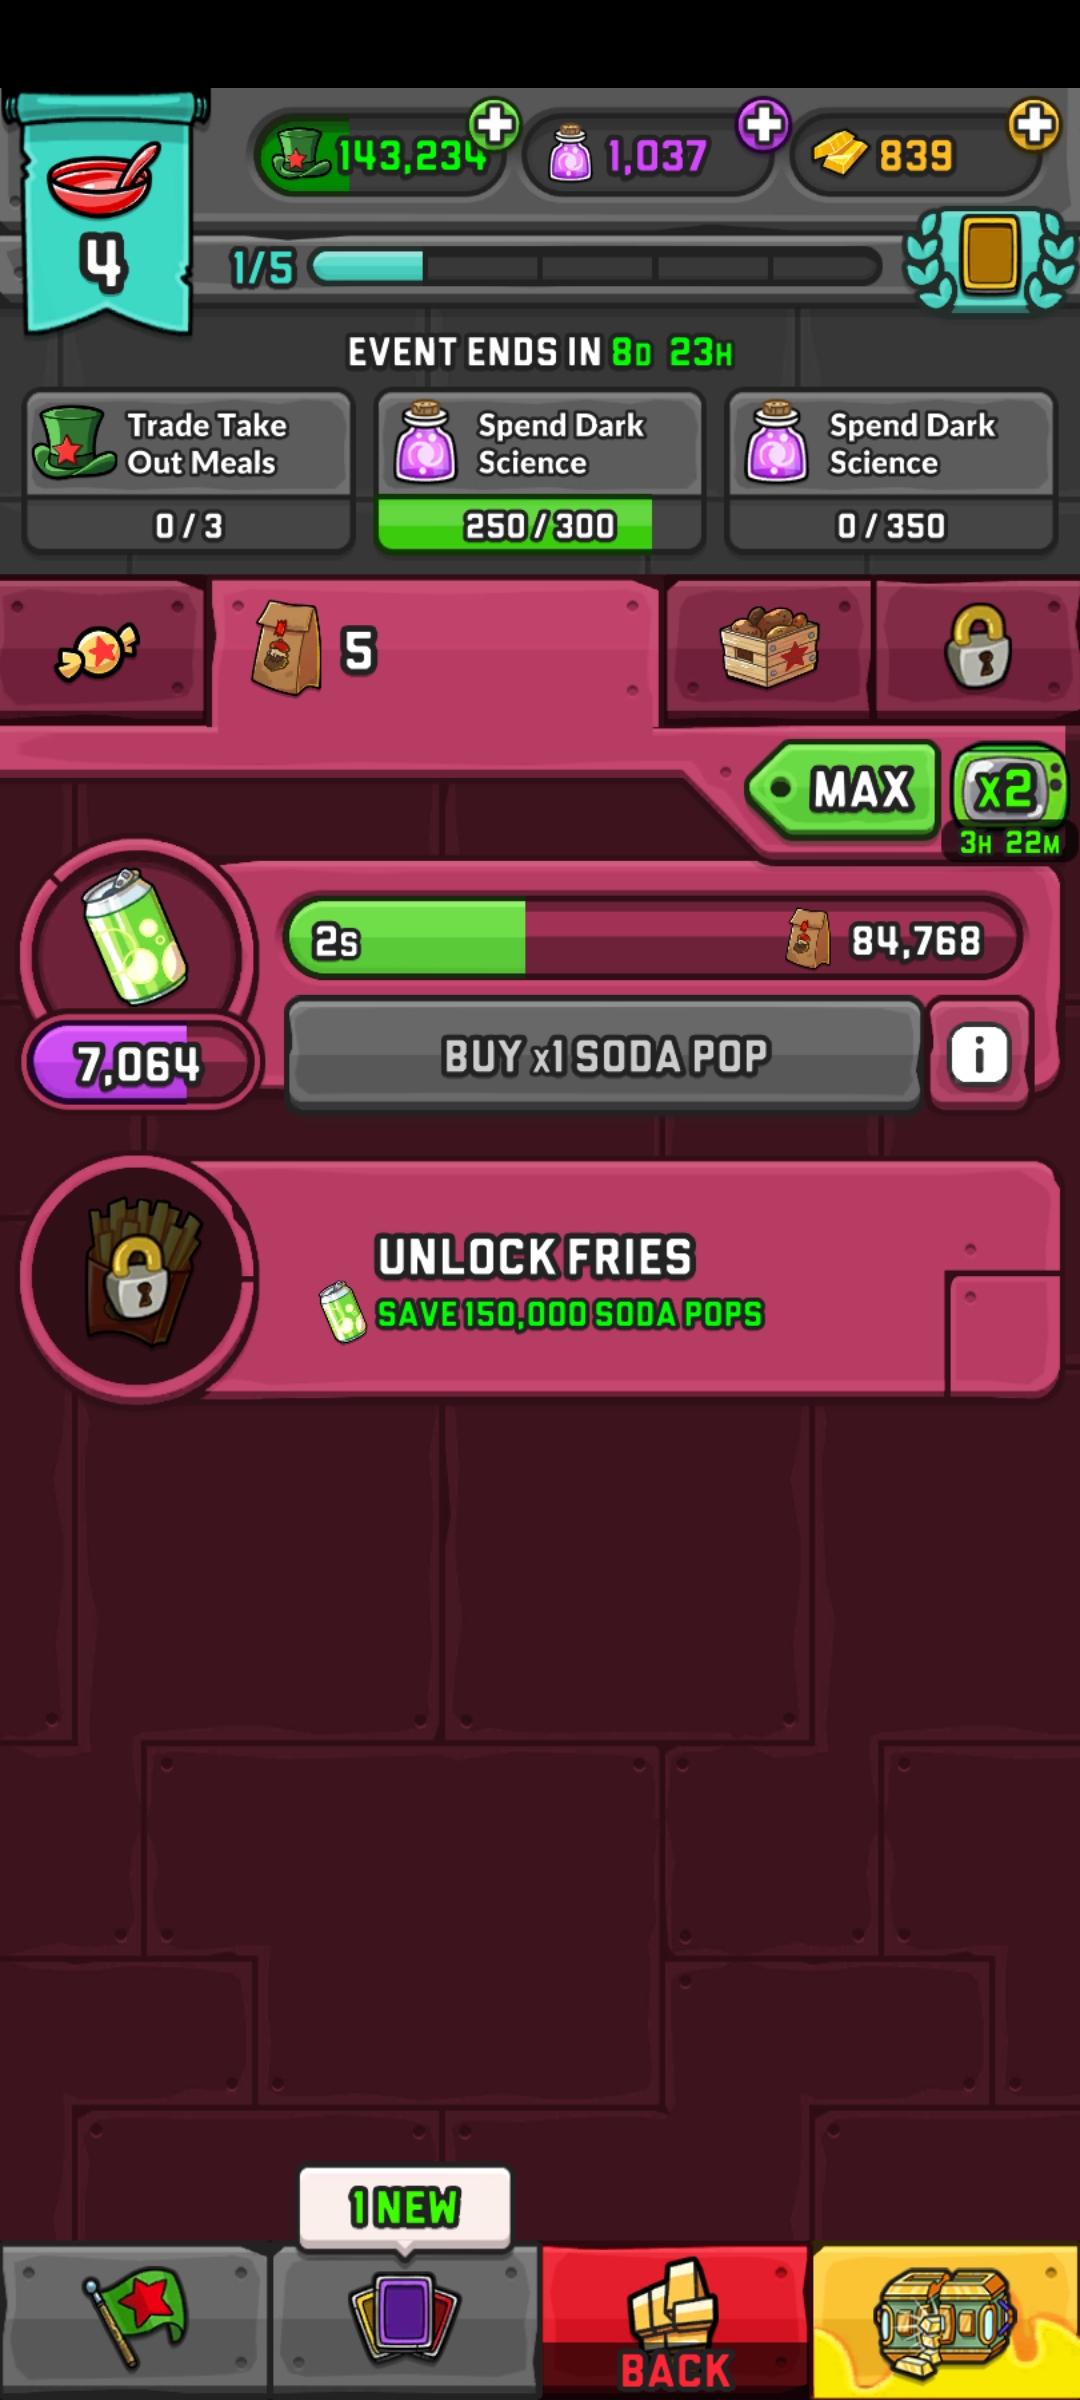 143,234
1,037
839
4
1/5
EVENT ENDS IN 8D 23H
Trade Take
Out Meals
0 / 3
Spend Dark
Science
250 / 300
Spend Dark
Science
0 / 350
5
MAX
x2
3H 22M
2s
84,768
7,064
BUY x1 SODA POP
i
UNLOCK FRIES
SAVE 150,000 SODA POPS
1 NEW
BACK